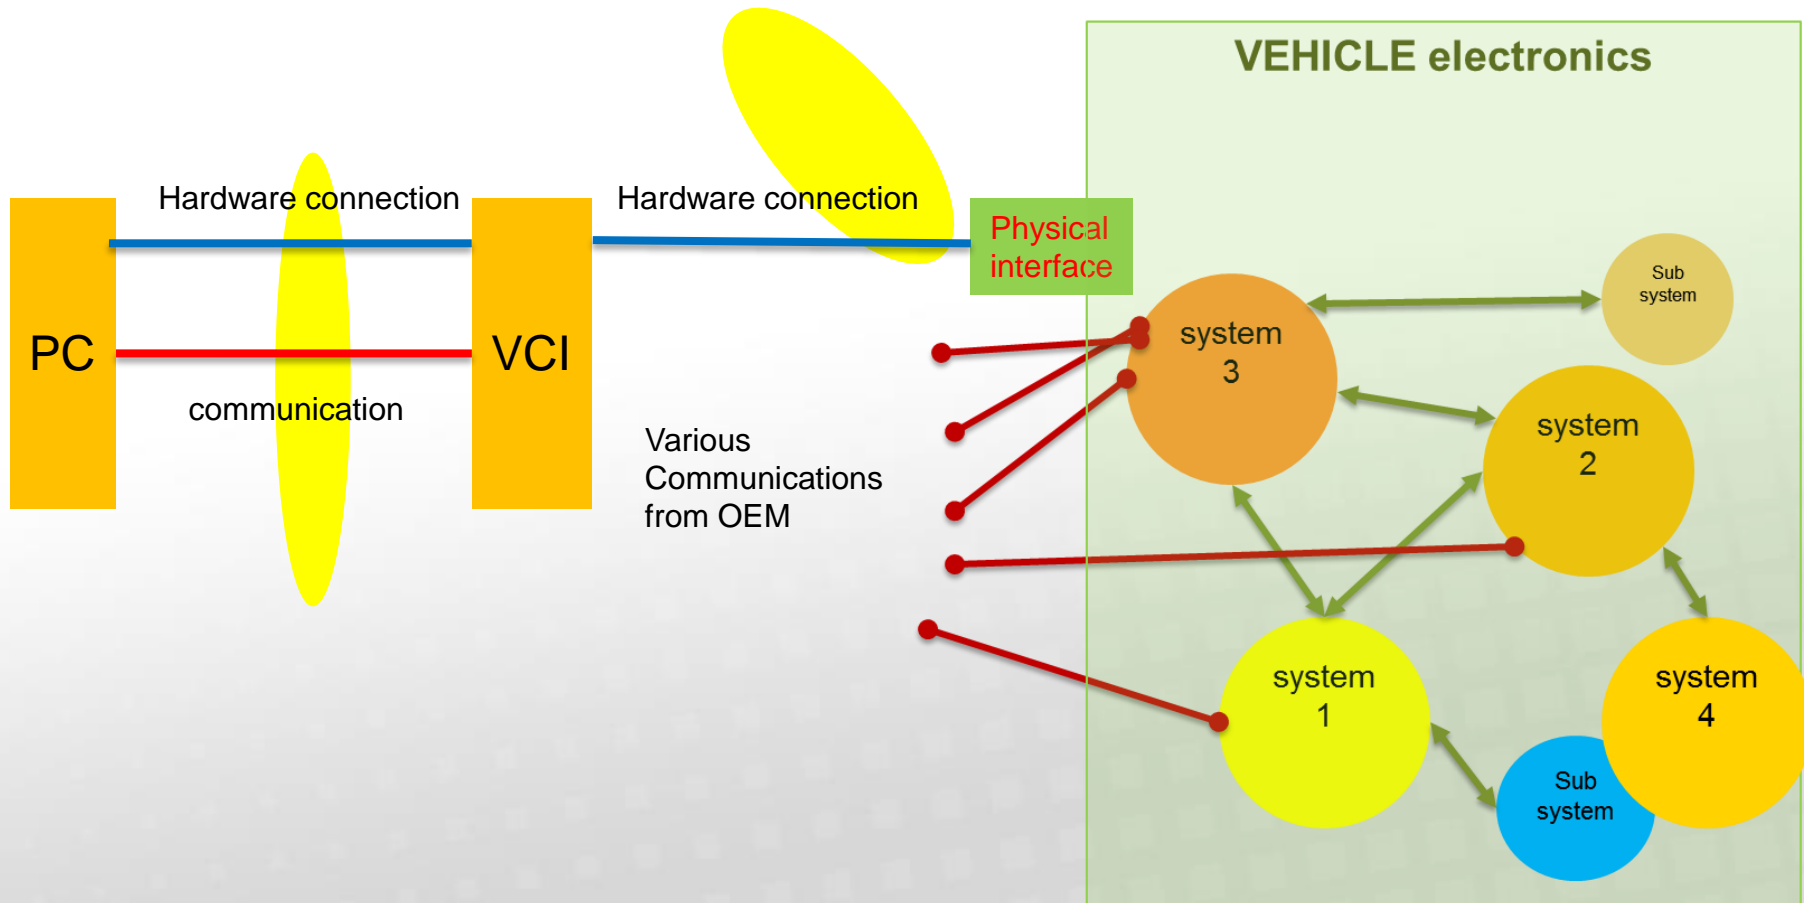 VEHICLE electronics
Hardware connection
Hardware connection
Physical
interface
PC
VCI
communication
Various
Communications
from OEM
Sub
system
system
3
system
2
system
1
system
4
Sub
system